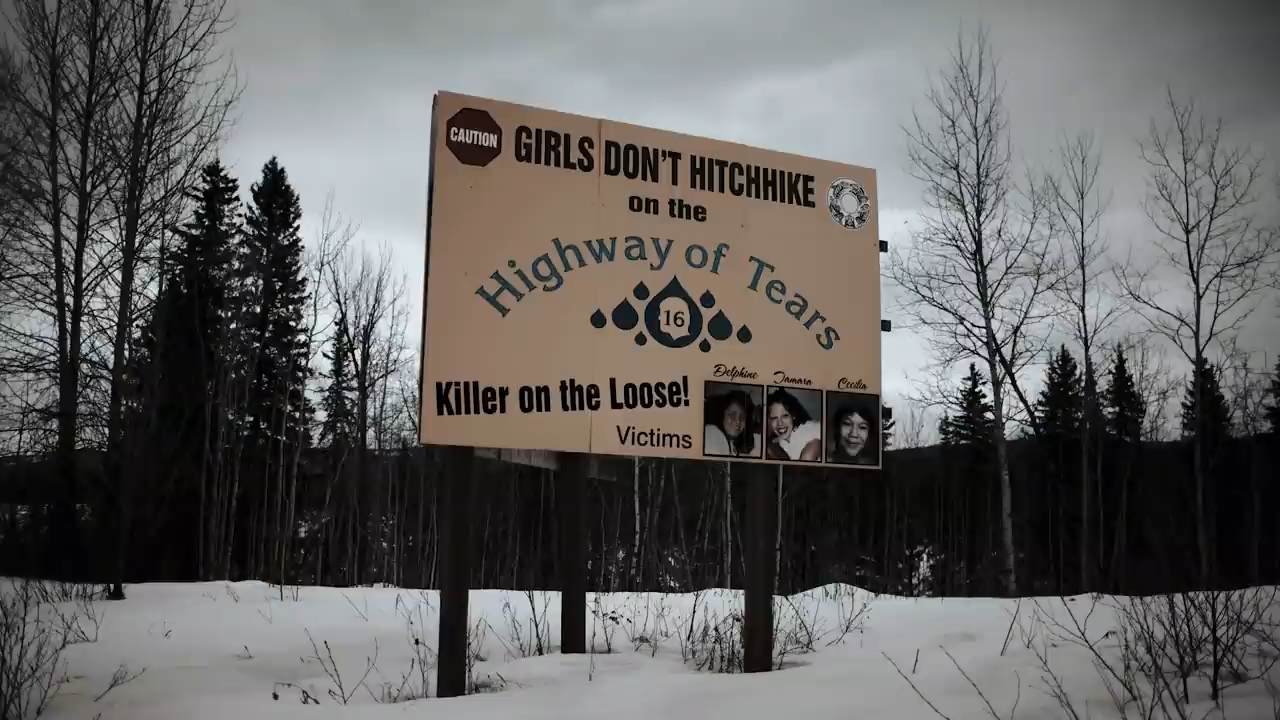 CAUTION
GIRLS DON'T HITCHHIKE
on the
Highway of Tears
16
Killer on the Loose!
Victims
Delphine Tamara Cecilia